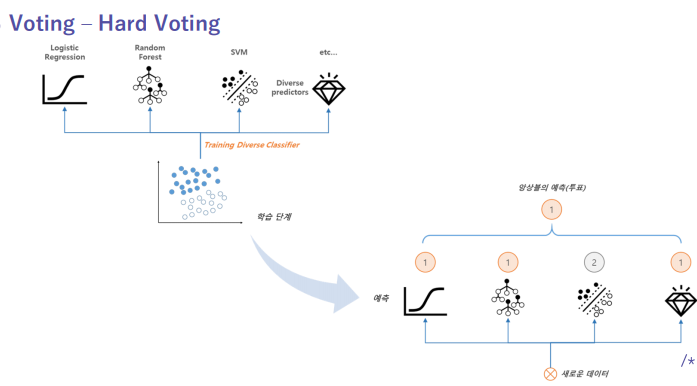 Voting – Hard Voting
Logistic
Regression
Random
Forest
SVM
etc...
Diverse
predictors
Training Diverse Classifier
학습 단계
앙상블의 예측(투표)
1
1
1
2
1
예측
새로운 데이터
/*